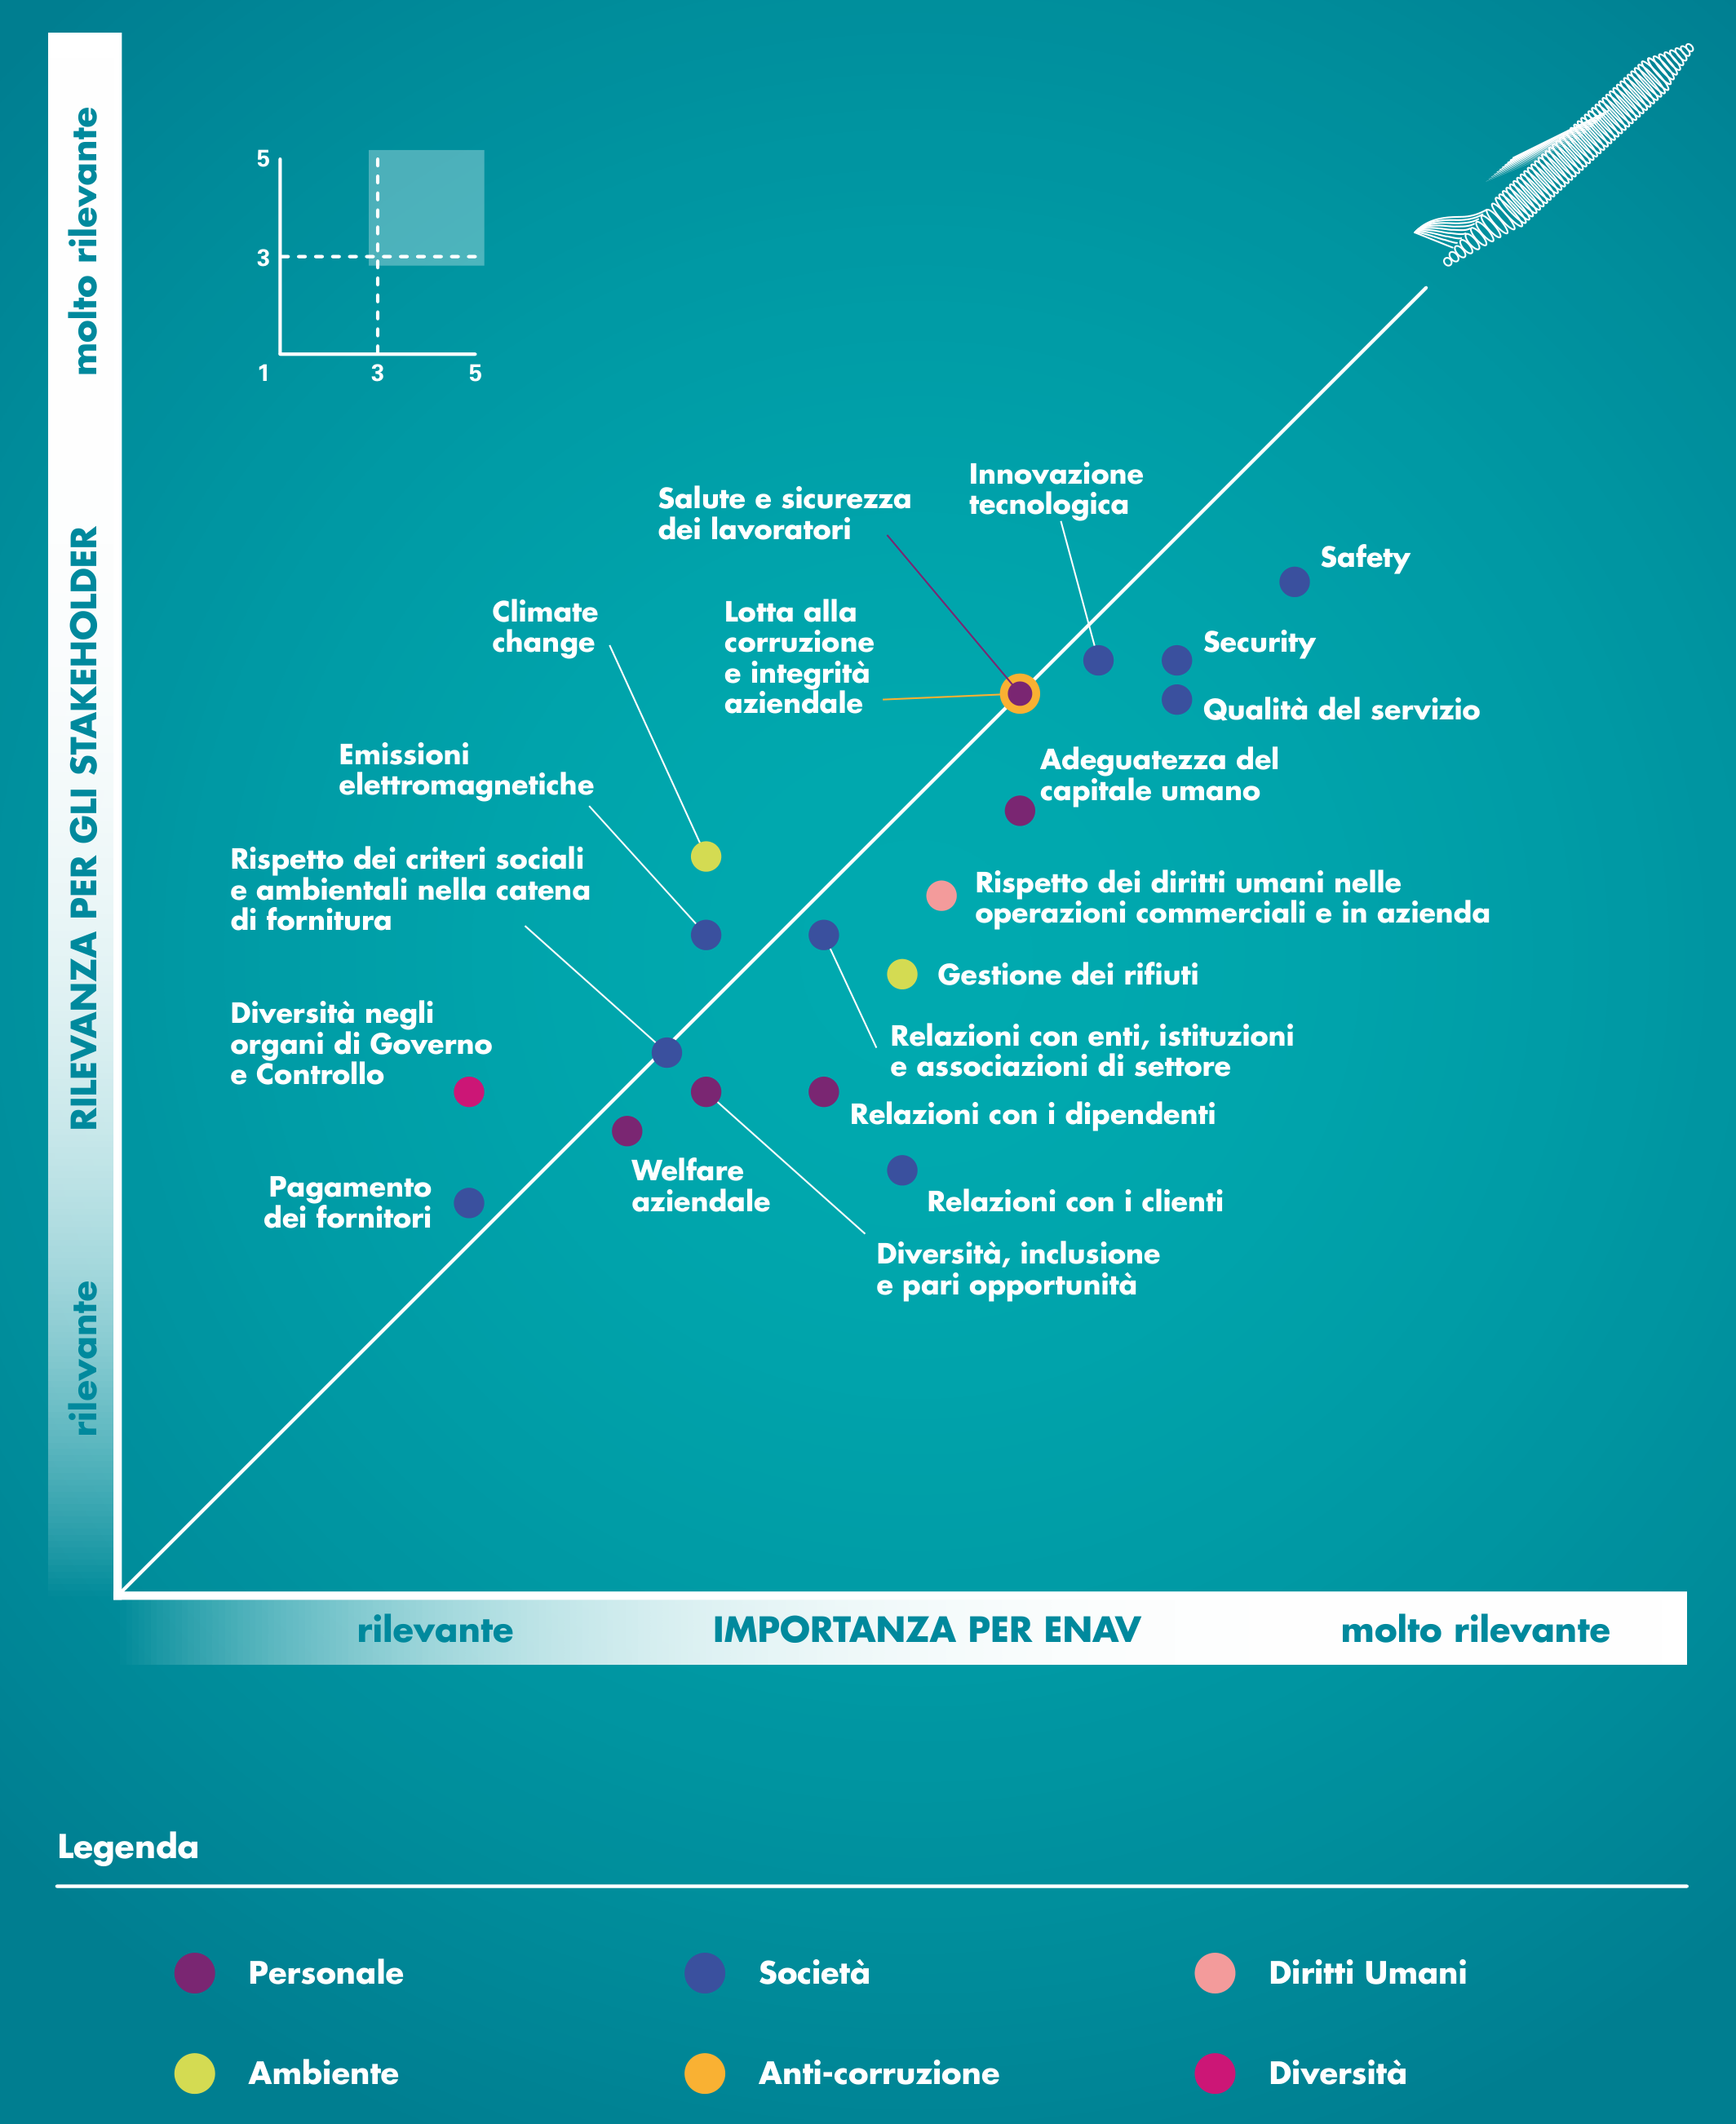 molto rilevante
RILEVANZA PER GLI STAKEHOLDER
rilevante
5
3
1
3
5
Innovazione
tecnologica
Salute e sicurezza
dei lavoratori
Safety
Climate
change
Lotta alla
corruzione
e integrità
aziendale
Security
Qualità del servizio
Emissioni
elettromagnetiche
Adeguatezza del
capitale umano
Rispetto dei criteri sociali
e ambientali nella catena
di fornitura
Rispetto dei diritti umani nelle
operazioni commerciali e in azienda
Gestione dei rifiuti
Diversità negli
organi di Governo
e Controllo
Relazioni con enti, istituzioni
e associazioni di settore
Relazioni con i dipendenti
Pagamento
dei fornitori
Welfare
aziendale
Relazioni con i clienti
Diversità, inclusione
e pari opportunità
rilevante
IMPORTANZA PER ENAV
molto rilevante
Legenda
Personale
Società
Diritti Umani
Ambiente
Anti-corruzione
Diversità